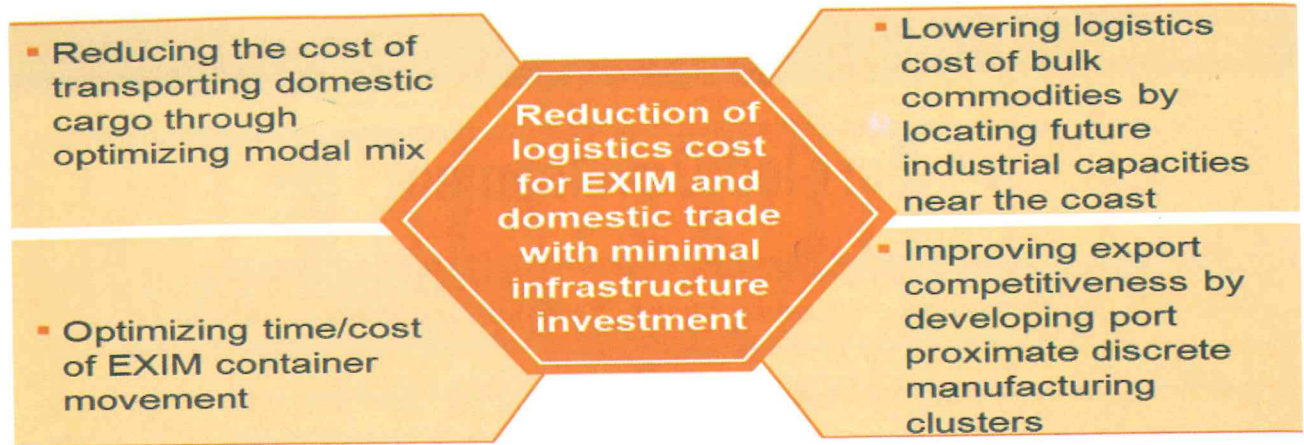 ▪ Reducing the cost of
transporting domestic
cargo through
optimizing modal mix
▪ Optimizing time/cost
of EXIM container
movement
Reduction of
logistics cost
for EXIM and
domestic trade
with minimal
infrastructure
investment
▪ Lowering logistics
cost of bulk
commodities by
locating future
industrial capacities
near the coast
▪ Improving export
competitiveness by
developing port
proximate discrete
manufacturing
clusters